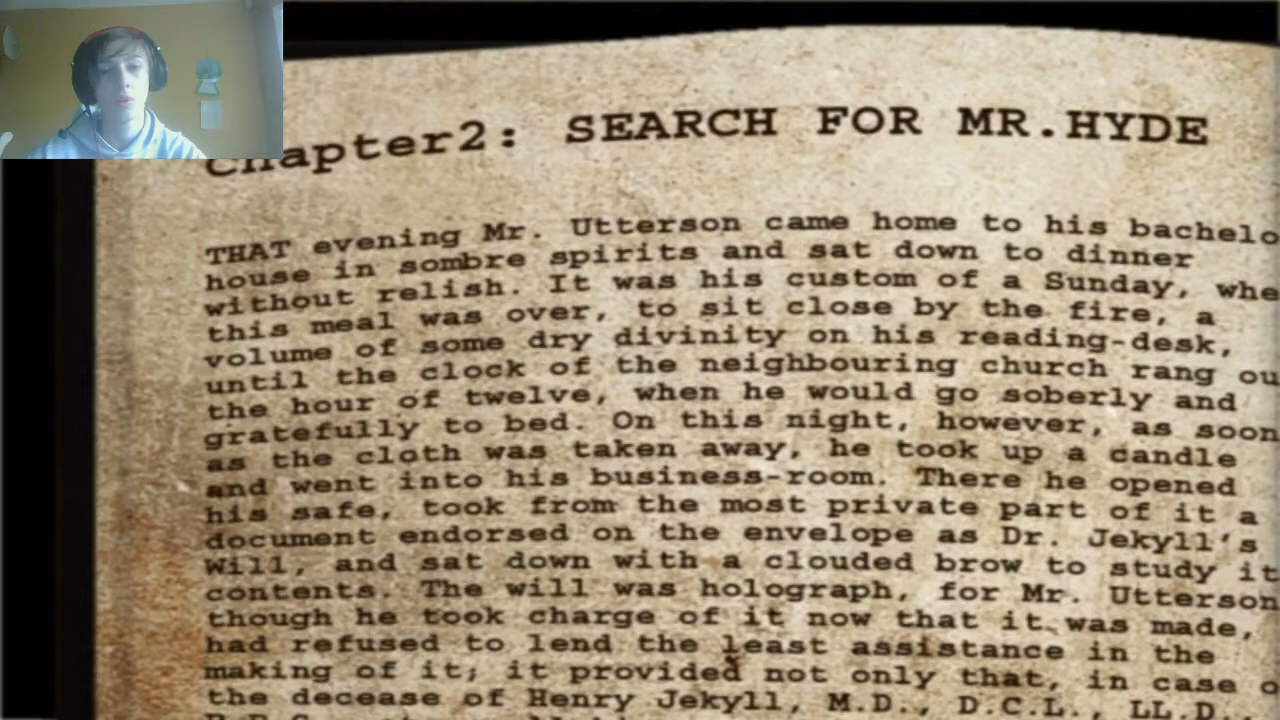 Chapter2: SEARCH FOR MR.HYDE
THAT evening Mr. Utterson came home to his bachelo
house in sombre spirits and sat down to dinner
without relish. It was his custom of a Sunday, whe
this meal was over, to sit close by the fire, a
volume of some dry divinity on his reading-desk,
until the clock of the neighbouring church rang ou
the hour of twelve, when he would go soberly and
gratefully to bed. On this night, however, as soon
as the cloth was taken away, he took up a candle
and went into his business-room. There he opened
his safe, took from the most private part of it a
document endorsed on the envelope as Dr. Jekyll's
Will, and sat down with a clouded brow to study it
contents. The will was holograph, for Mr. Utterson
though he took charge of it now that it was made,
had refused to lend the least assistance in the
making of it; it provided not only that, in case o
the decease of Henry Jekyll, M.D., D.C.L., LL.D.,